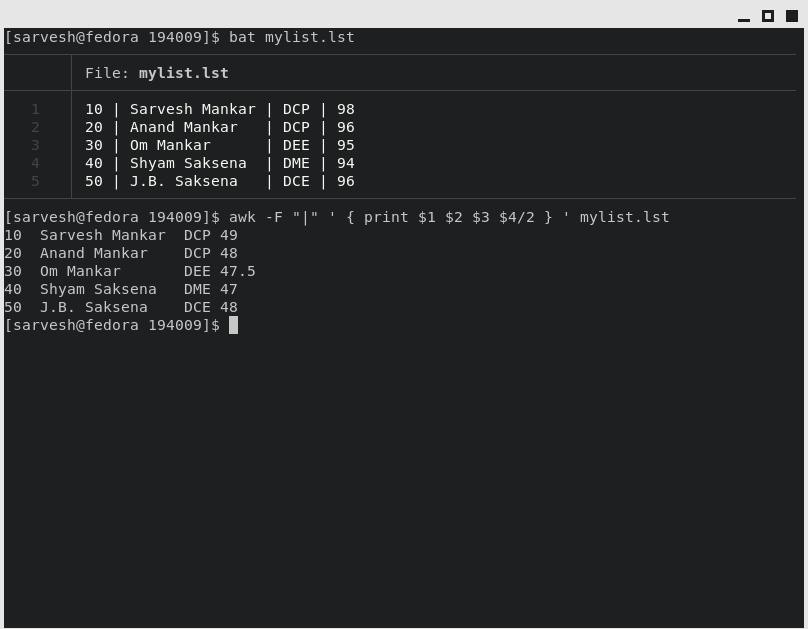 [sarvesh@fedora 194009]$ bat mylist.lst
File: mylist.lst
1 10 | Sarvesh Mankar | DCP | 98
2 20 | Anand Mankar   | DCP | 96
3 30 | Om Mankar      | DEE | 95
4 40 | Shyam Saksena  | DME | 94
5 50 | J.B. Saksena   | DCE | 96
[sarvesh@fedora 194009]$ awk -F "|" ' { print $1 $2 $3 $4/2 } ' mylist.lst
10  Sarvesh Mankar  DCP 49
20  Anand Mankar    DCP 48
30  Om Mankar       DEE 47.5
40  Shyam Saksena   DME 47
50  J.B. Saksena    DCE 48
[sarvesh@fedora 194009]$